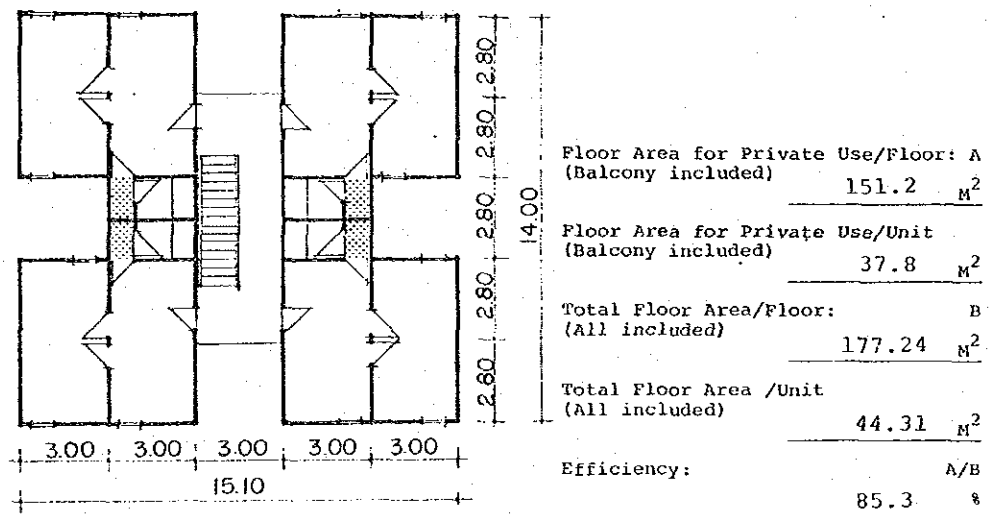 2.80
2.80
2.80
2.80
2.80
14.00
3.00 3.00 3.00 3.00 3.00
15.10
Floor Area for Private Use/Floor: A
(Balcony included)
151.2 M²
Floor Area for Private Use/Unit
(Balcony included)
37.8 M²
Total Floor Area/Floor: B
(All included)
177.24 M²
Total Floor Area /Unit
(All included)
44.31 M²
Efficiency: A/B
85.3 %